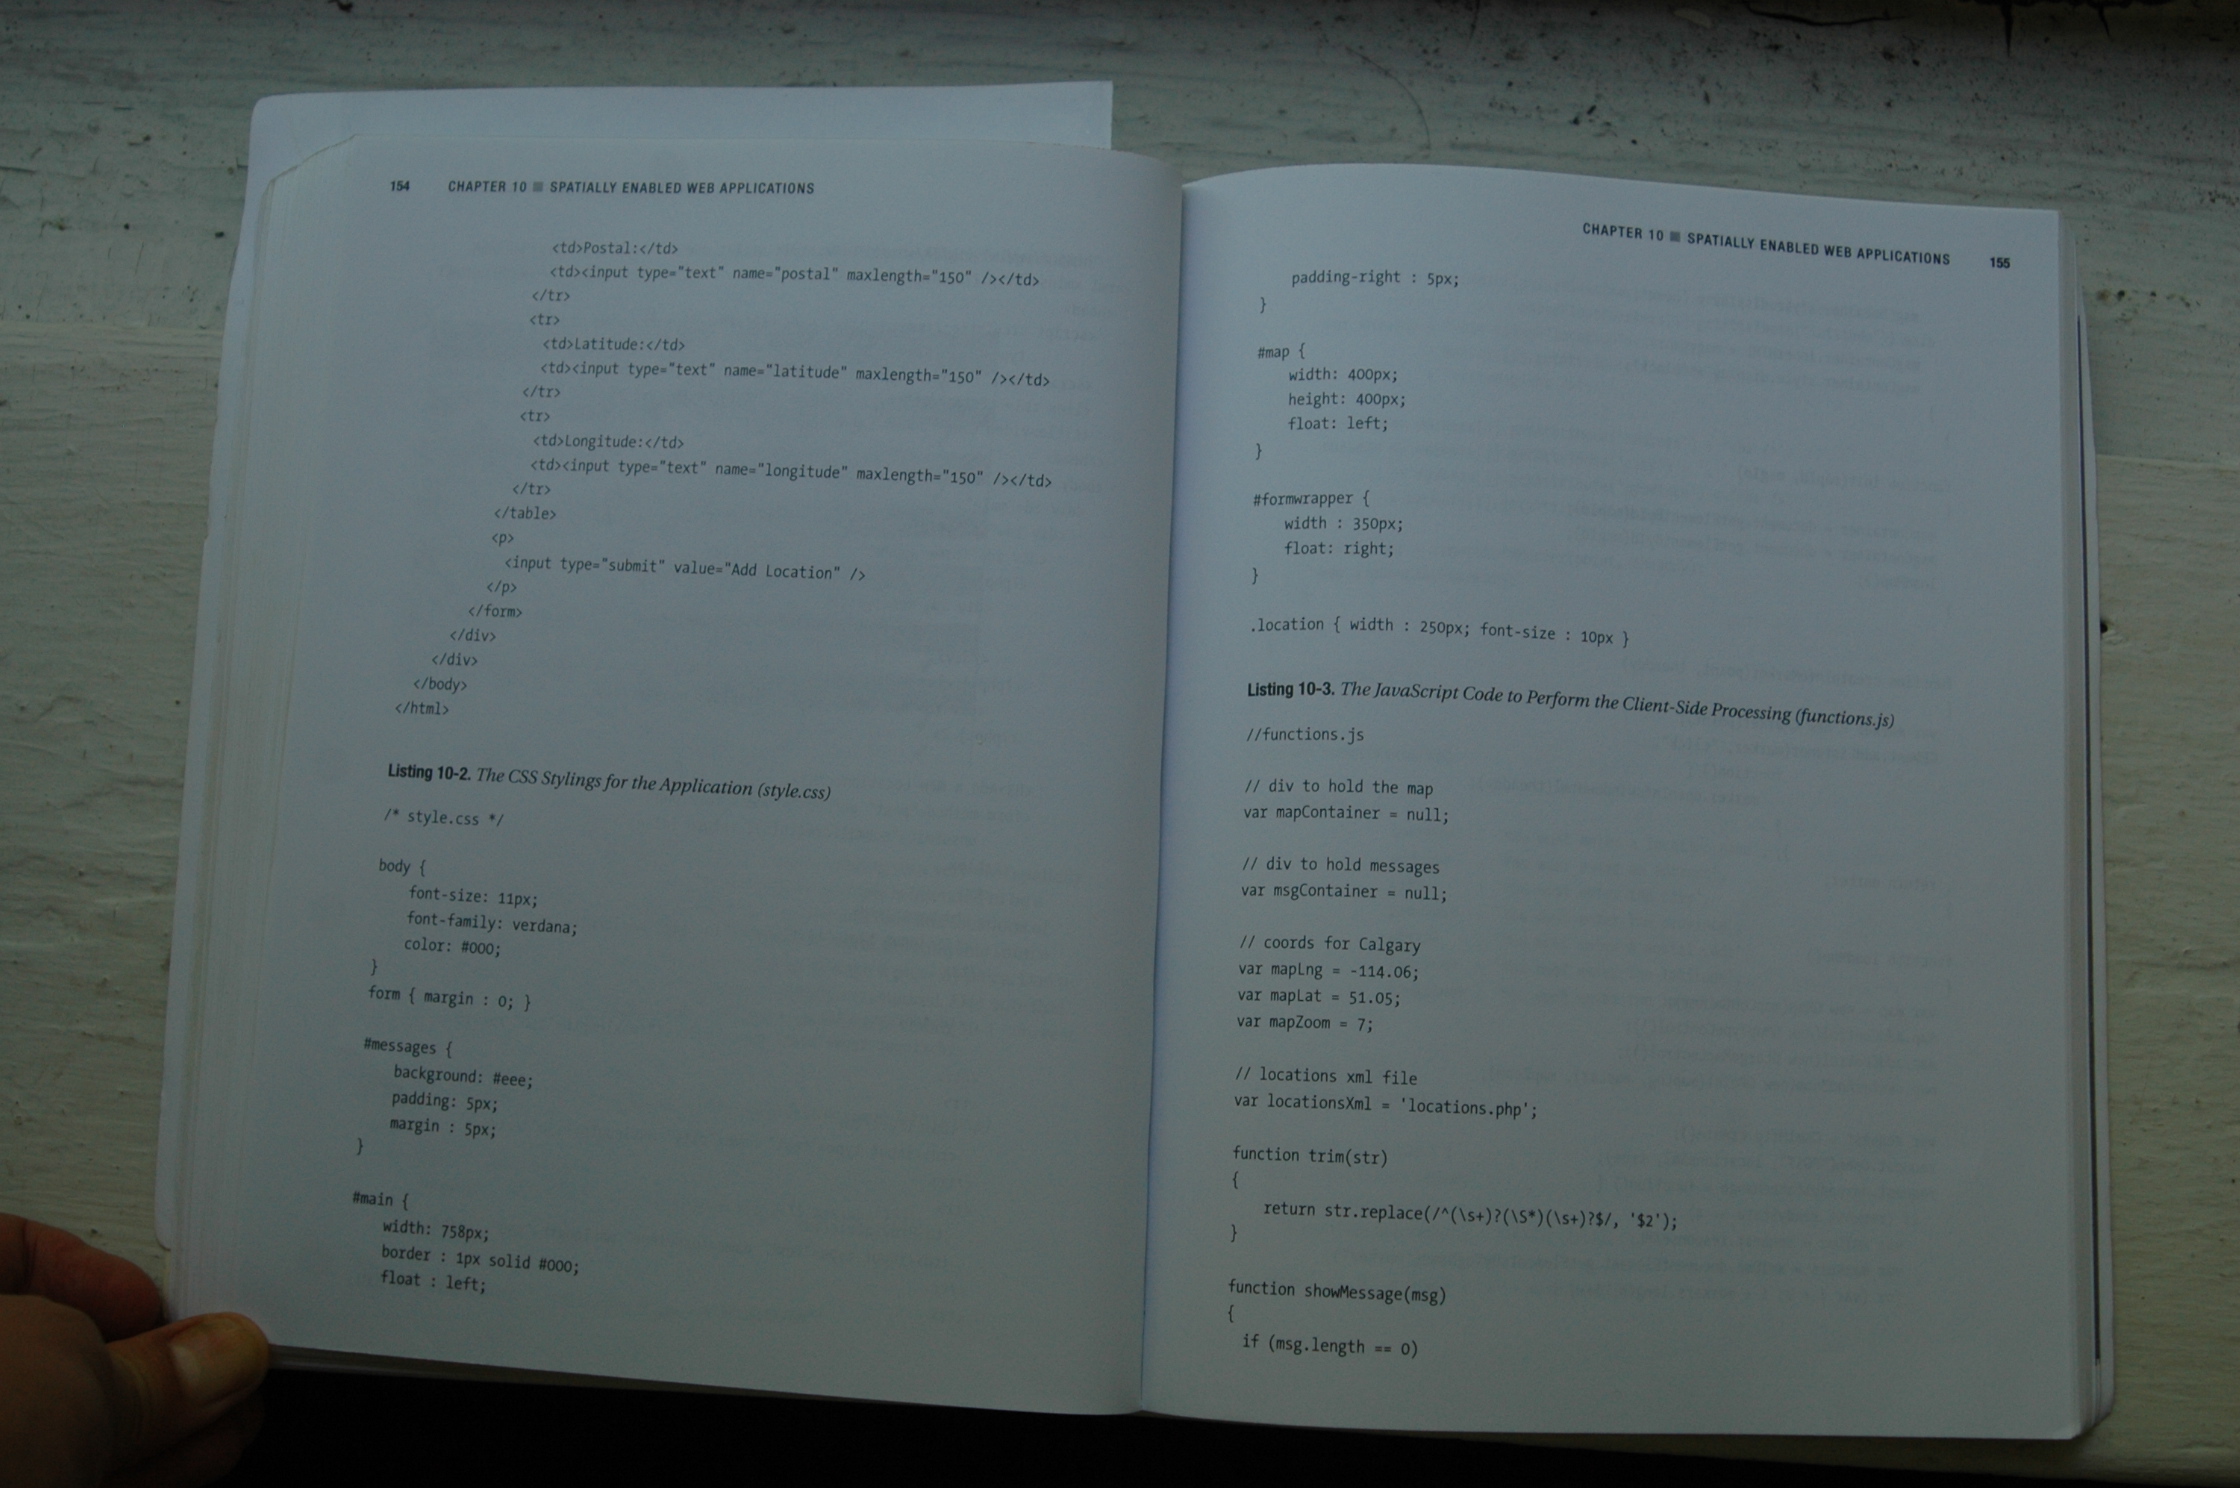 154 CHAPTER 10 ■ SPATIALLY ENABLED WEB APPLICATIONS
<td>Postal:</td>
<td><input type="text" name="postal" maxlength="150" /></td>
</tr>
<tr>
<td>Latitude:</td>
<td><input type="text" name="latitude" maxlength="150" /></td>
</tr>
<tr>
<td>Longitude:</td>
<td><input type="text" name="longitude" maxlength="150" /></td>
</tr>
</table>
<p>
<input type="submit" value="Add Location" />
</p>
</form>
</div>
</div>
</body>
</html>
Listing 10-2. The CSS Stylings for the Application (style.css)
/* style.css */
body {
font-size: 11px;
font-family: verdana;
color: #000;
}
form { margin : 0; }
#messages {
background: #eee;
padding: 5px;
margin : 5px;
}
#main {
width: 758px;
border : 1px solid #000;
float : left;
CHAPTER 10 ■ SPATIALLY ENABLED WEB APPLICATIONS 155
padding-right : 5px;
}
#map {
width: 400px;
height: 400px;
float: left;
}
#formwrapper {
width : 350px;
float: right;
}
.location { width : 250px; font-size : 10px }
Listing 10-3. The JavaScript Code to Perform the Client-Side Processing (functions.js)
//functions.js
// div to hold the map
var mapContainer = null;
// div to hold messages
var msgContainer = null;
// coords for Calgary
var mapLng = -114.06;
var mapLat = 51.05;
var mapZoom = 7;
// locations xml file
var locationsXml = 'locations.php';
function trim(str)
{
return str.replace(/^(\s+)?(\S*)(\s+)?$/, '$2');
}
function showMessage(msg)
{
if (msg.length == 0)